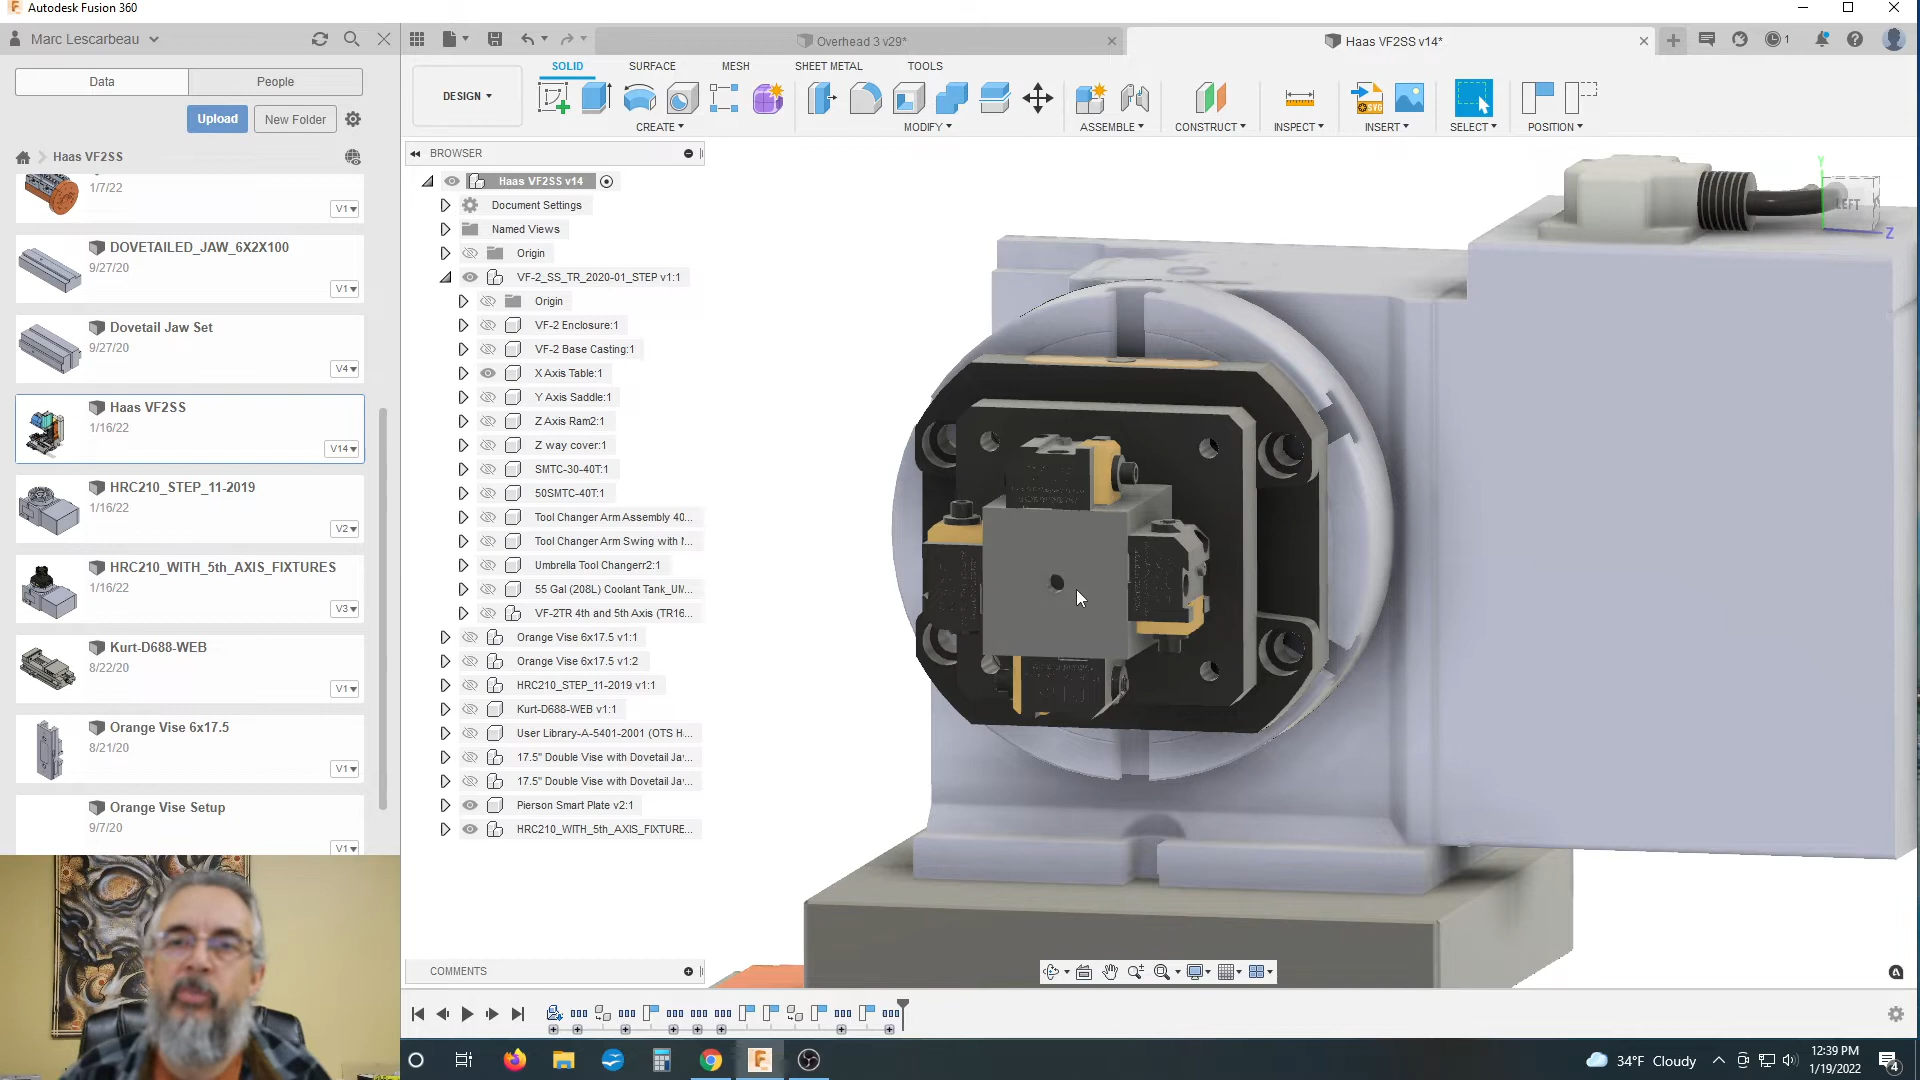 Autodesk Fusion 360
Marc Lescarbeau
Overhead 3 v29*
Haas VF2SS v14*
1
Data
People
SOLID
SURFACE
MESH
SHEET METAL
TOOLS
Upload
New Folder
DESIGN
CREATE
MODIFY
ASSEMBLE
CONSTRUCT
INSPECT
INSERT
SELECT
POSITION
Haas VF2SS
1/7/22
V1
DOVETAILED_JAW_6X2X100
9/27/20
V1
Dovetail Jaw Set
9/27/20
V4
Haas VF2SS
1/16/22
V14
HRC210_STEP_11-2019
1/16/22
V2
HRC210_WITH_5th_AXIS_FIXTURES
1/16/22
V3
Kurt-D688-WEB
8/22/20
V1
Orange Vise 6x17.5
8/21/20
V1
Orange Vise Setup
9/7/20
V1
BROWSER
Haas VF2SS v14
Document Settings
Named Views
Origin
VF-2_SS_TR_2020-01_STEP v1:1
Origin
VF-2 Enclosure:1
VF-2 Base Casting:1
X Axis Table:1
Y Axis Saddle:1
Z Axis Ram2:1
Z way cover:1
SMTC-30-40T:1
50SMTC-40T:1
Tool Changer Arm Assembly 40...
Tool Changer Arm Swing with M...
Umbrella Tool Changerr2:1
55 Gal (208L) Coolant Tank_UM...
VF-2TR 4th and 5th Axis (TR16...
Orange Vise 6x17.5 v1:1
Orange Vise 6x17.5 v1:2
HRC210_STEP_11-2019 v1:1
Kurt-D688-WEB v1:1
User Library-A-5401-2001 (OTS H...
17.5" Double Vise with Dovetail Ja...
17.5" Double Vise with Dovetail Ja...
Pierson Smart Plate v2:1
HRC210_WITH_5th_AXIS_FIXTURE...
Y
LEFT
Z
COMMENTS
34°F Cloudy
12:39 PM
1/19/2022
4